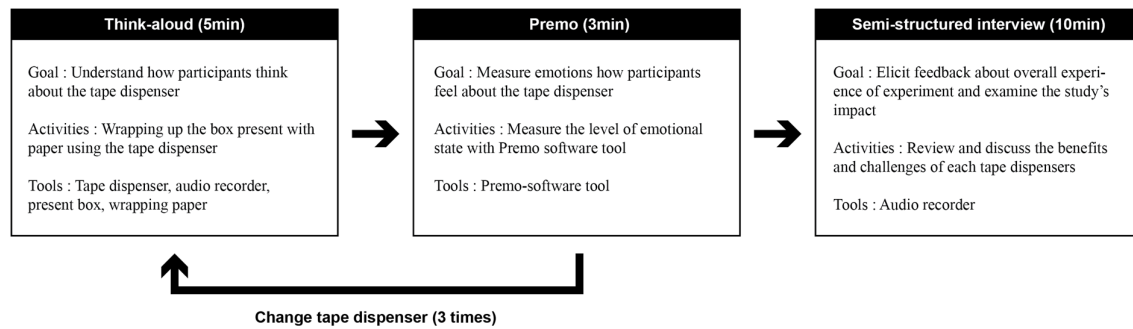 Think-aloud (5min)
Goal : Understand how participants think
about the tape dispenser
Activities : Wrapping up the box present with
paper using the tape dispenser
Tools : Tape dispenser, audio recorder,
present box, wrapping paper
Premo (3min)
Goal : Measure emotions how participants
feel about the tape dispenser
Activities : Measure the level of emotional
state with Premo software tool
Tools : Premo-software tool
Semi-structured interview (10min)
Goal : Elicit feedback about overall experi-
ence of experiment and examine the study's
impact
Activities : Review and discuss the benefits
and challenges of each tape dispensers
Tools : Audio recorder
Change tape dispenser (3 times)